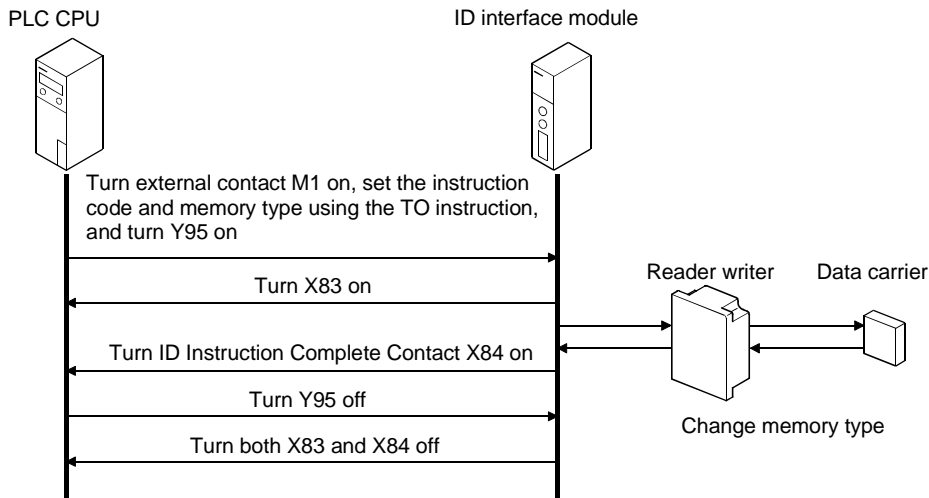 PLC CPU
ID interface module
Turn external contact M1 on, set the instruction
code and memory type using the TO instruction,
and turn Y95 on
Turn X83 on
Reader writer
Data carrier
Turn ID Instruction Complete Contact X84 on
Turn Y95 off
Change memory type
Turn both X83 and X84 off